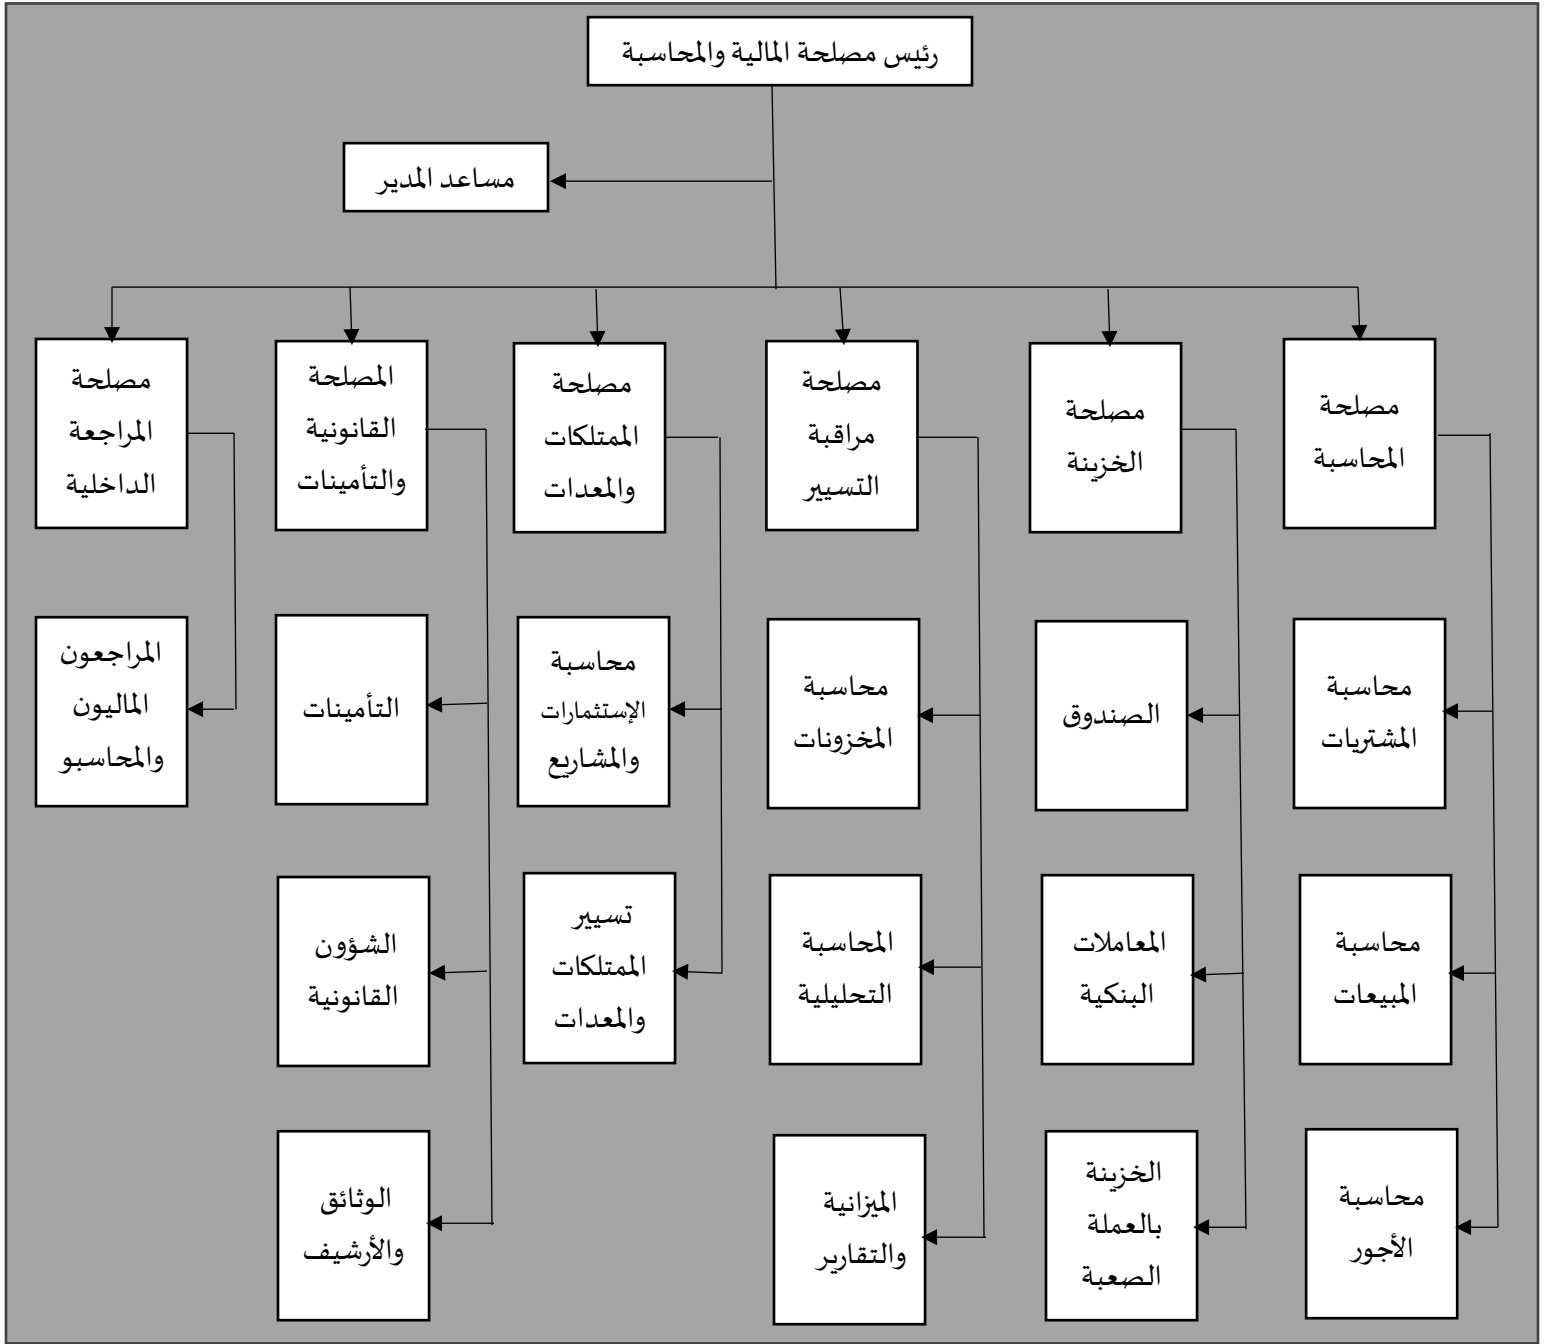 رئيس مصلحة المالية والمحاسبة
مساعد المدير
مصلحة
المحاسبة
مصلحة
الخزينة
مصلحة
مراقبة
التسيير
مصلحة
الممتلكات
والمعدات
المصلحة
القانونية
والتأمينات
مصلحة
المراجعة
الداخلية
محاسبة
المشتريات
الصندوق
محاسبة
المخزونات
محاسبة
الإستثمارات
والمشاريع
التأمينات
المراجعون
الماليون
والمحاسبو
محاسبة
المبيعات
المعاملات
البنكية
المحاسبة
التحليلية
تسيير
الممتلكات
والمعدات
الشؤون
القانونية
محاسبة
الأجور
الخزينة
بالعملة
الصعبة
الميزانية
والتقارير
الوثائق
والأرشيف